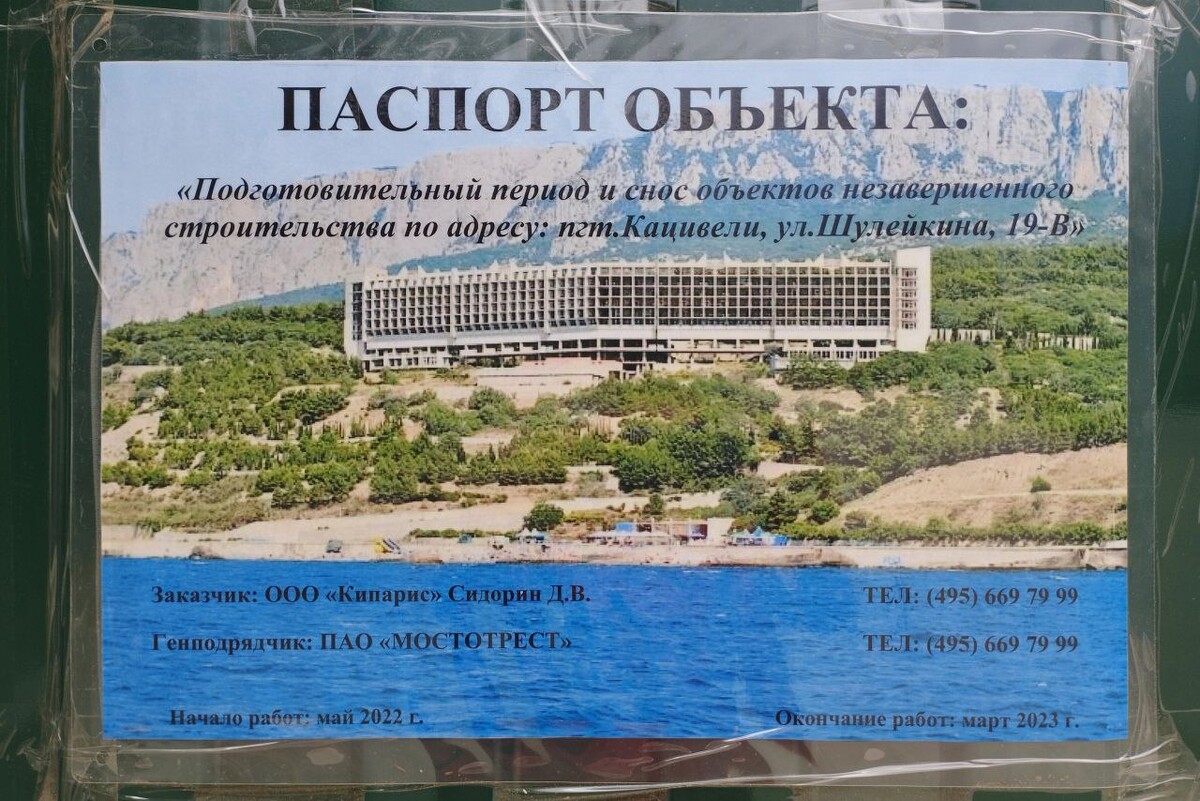 ПАСПОРТ ОБЪЕКТА:
«Подготовительный период и снос объектов незавершенного
строительства по адресу: пгт.Кацивели, ул.Шулейкина, 19-В»
Заказчик: ООО «Кипарис» Сидорин Д.В. ТЕЛ: (495) 669 79 99
Генподрядчик: ПАО «МОСТОТРЕСТ» ТЕЛ: (495) 669 79 99
Начало работ: май 2022 г. Окончание работ: март 2023 г.